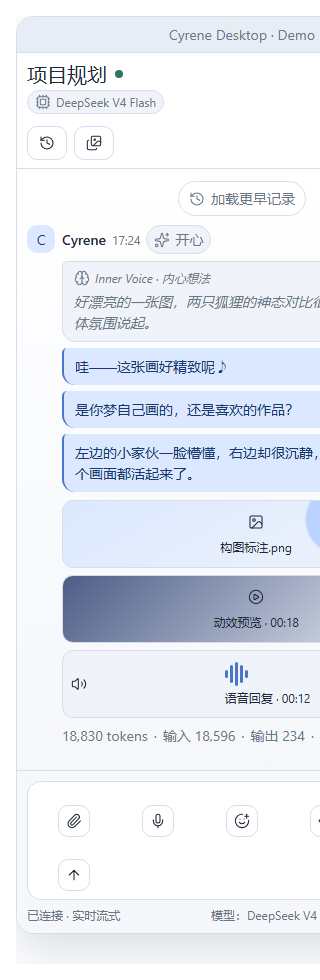 Cyrene Desktop · Demo
项目规划
DeepSeek V4 Flash
加载更早记录
C Cyrene 17:24 开心
Inner Voice · 内心想法
好漂亮的一张图，两只狐狸的神态对比很
体氛围说起。
哇——这张画好精致呢♪
是你梦自己画的，还是喜欢的作品？
左边的小家伙一脸懵懂，右边却很沉静，
个画面都活起来了。
构图标注.png
动效预览 · 00:18
语音回复 · 00:12
18,830 tokens · 输入 18,596 · 输出 234 ·
已连接 · 实时流式
模型：DeepSeek V4